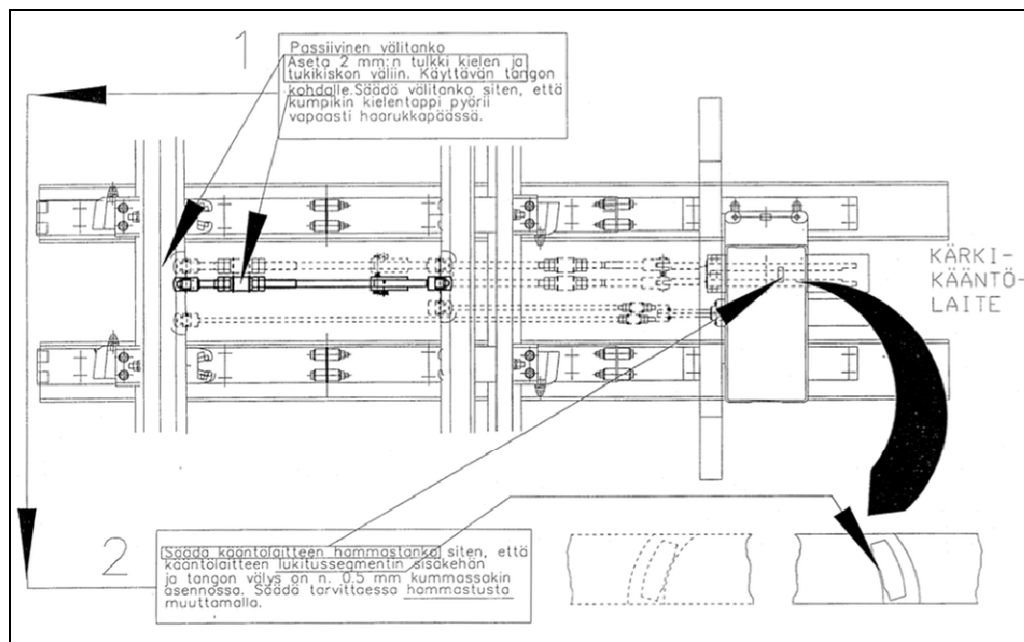 1
Passiivinen välitanko
Aseta 2 mm:n tulkki kielen ja
tukikiskon väliin. Käyttävän tangon
kohdalle. Säädä välitanko siten, että
kumpikin kielentappi pyörii
vapaasti haarukkapäässä.
KÄRKI-
KÄÄNTÖ-
LAITE
2
Säädä kääntölaitteen hammastanko siten, että
kääntölaitteen lukitussegmentin sisäkehän
ja tangon välys on n. 0.5 mm kummassakin
asennossa. Säädä tarvittaessa hammastusta
muuttamalla.